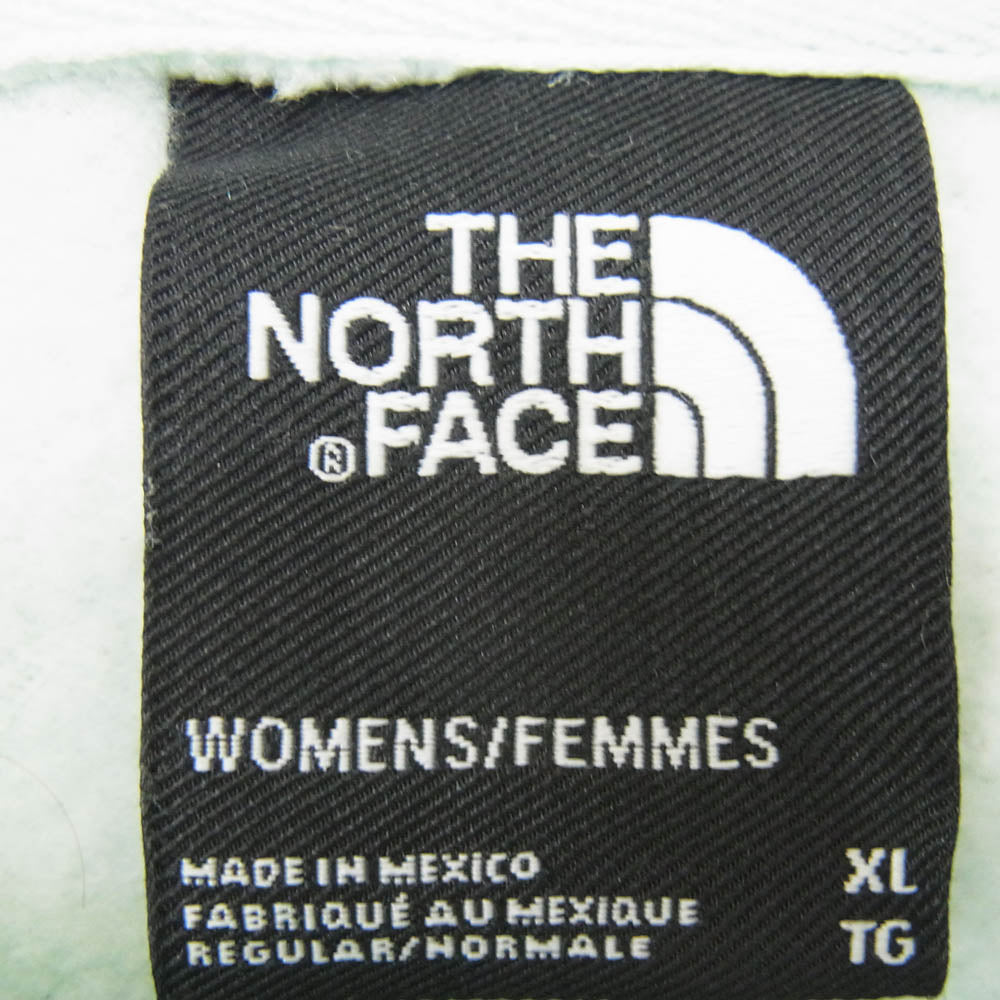 THE
NORTH
®FACE
WOMENS/FEMMES
MADE IN MEXICO XL
FABRIQUÉ AU MEXIQUE TG
REGULAR/NORMALE